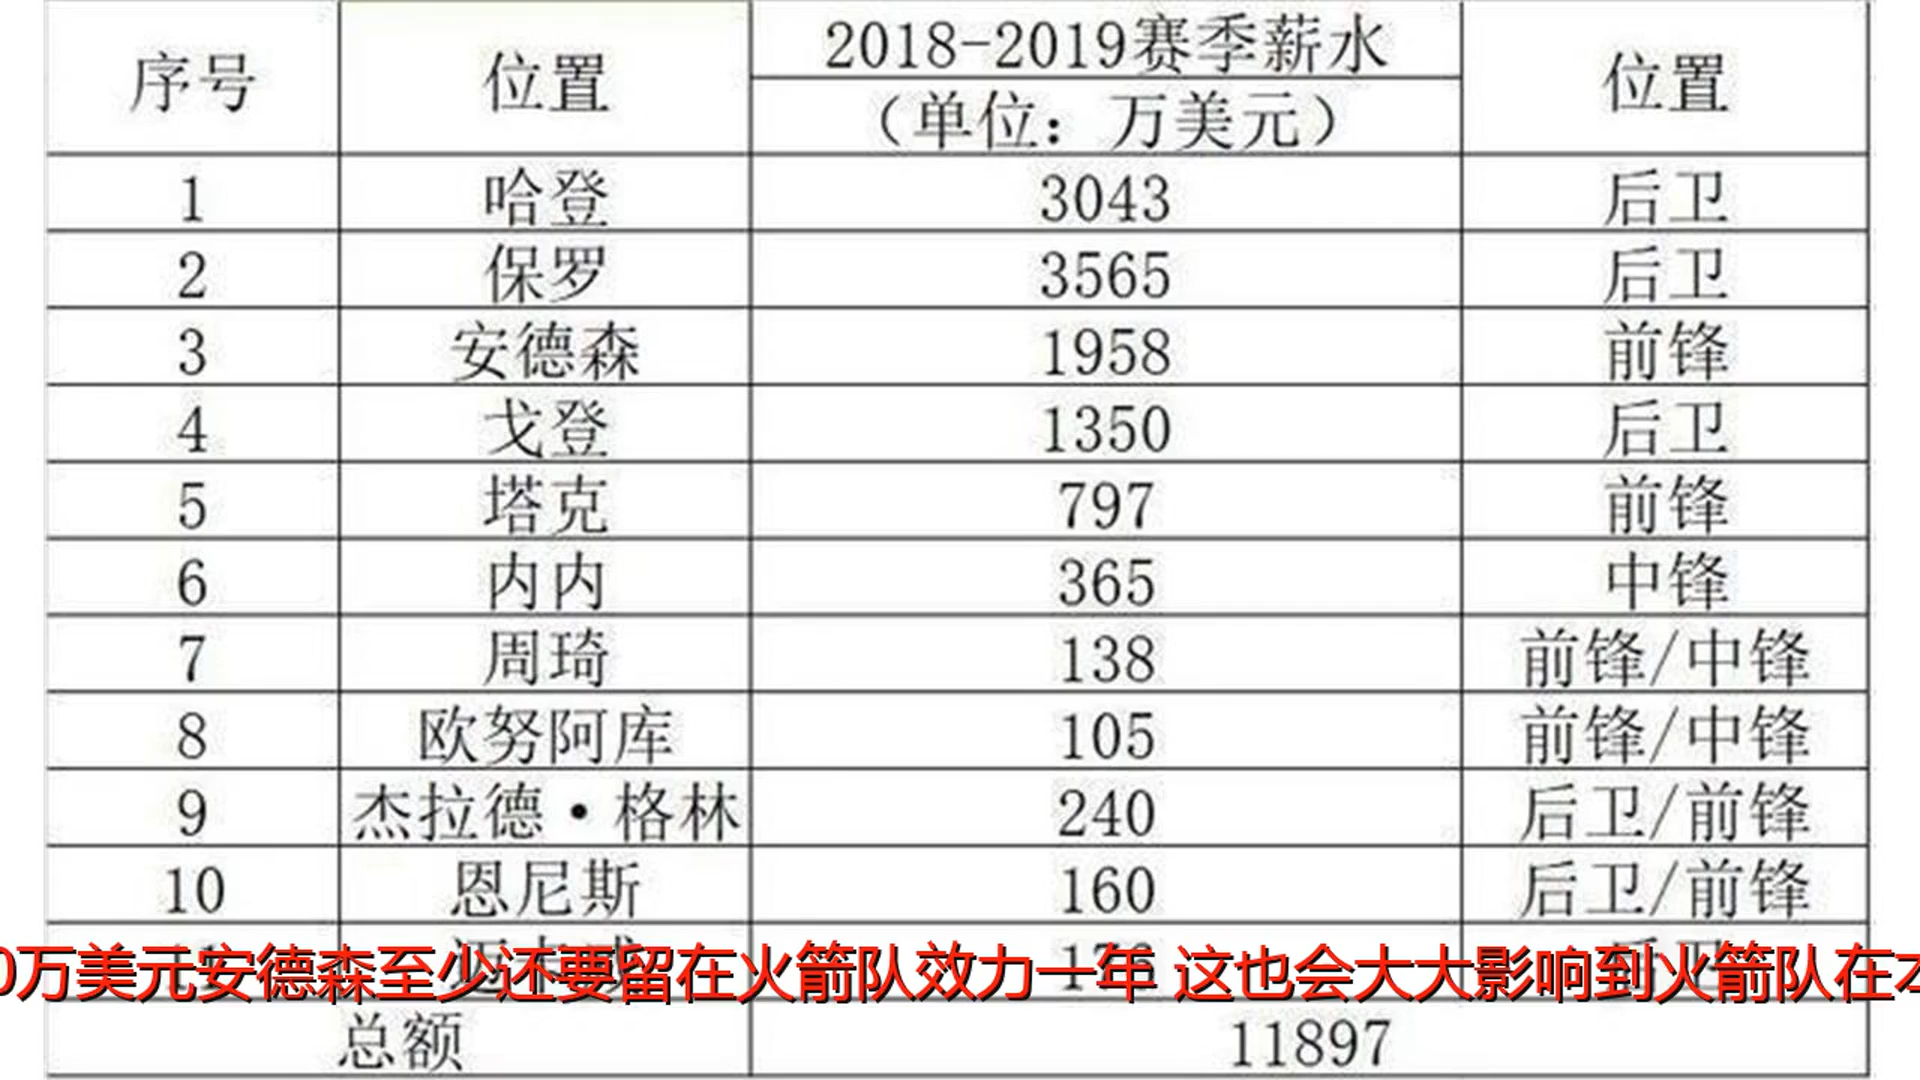 序号 位置 2018-2019赛季薪水 位置
（单位：万美元）
1 哈登 3043 后卫
2 保罗 3565 后卫
3 安德森 1958 前锋
4 戈登 1350 后卫
5 塔克 797 前锋
6 内内 365 中锋
7 周琦 138 前锋/中锋
8 欧努阿库 105 前锋/中锋
9 杰拉德·格林 240 后卫/前锋
10 恩尼斯 160 后卫/前锋
0万美元安德森至少还要留在火箭队效力一年 这也会大大影响到火箭队在本
总额 11897